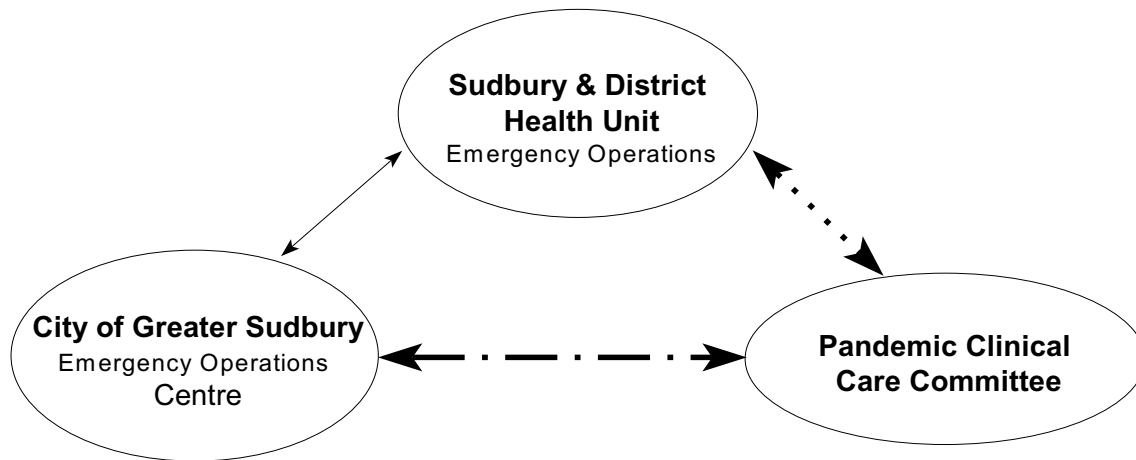 Sudbury & District
Health Unit
Emergency Operations
City of Greater Sudbury
Emergency Operations
Centre
Pandemic Clinical
Care Committee